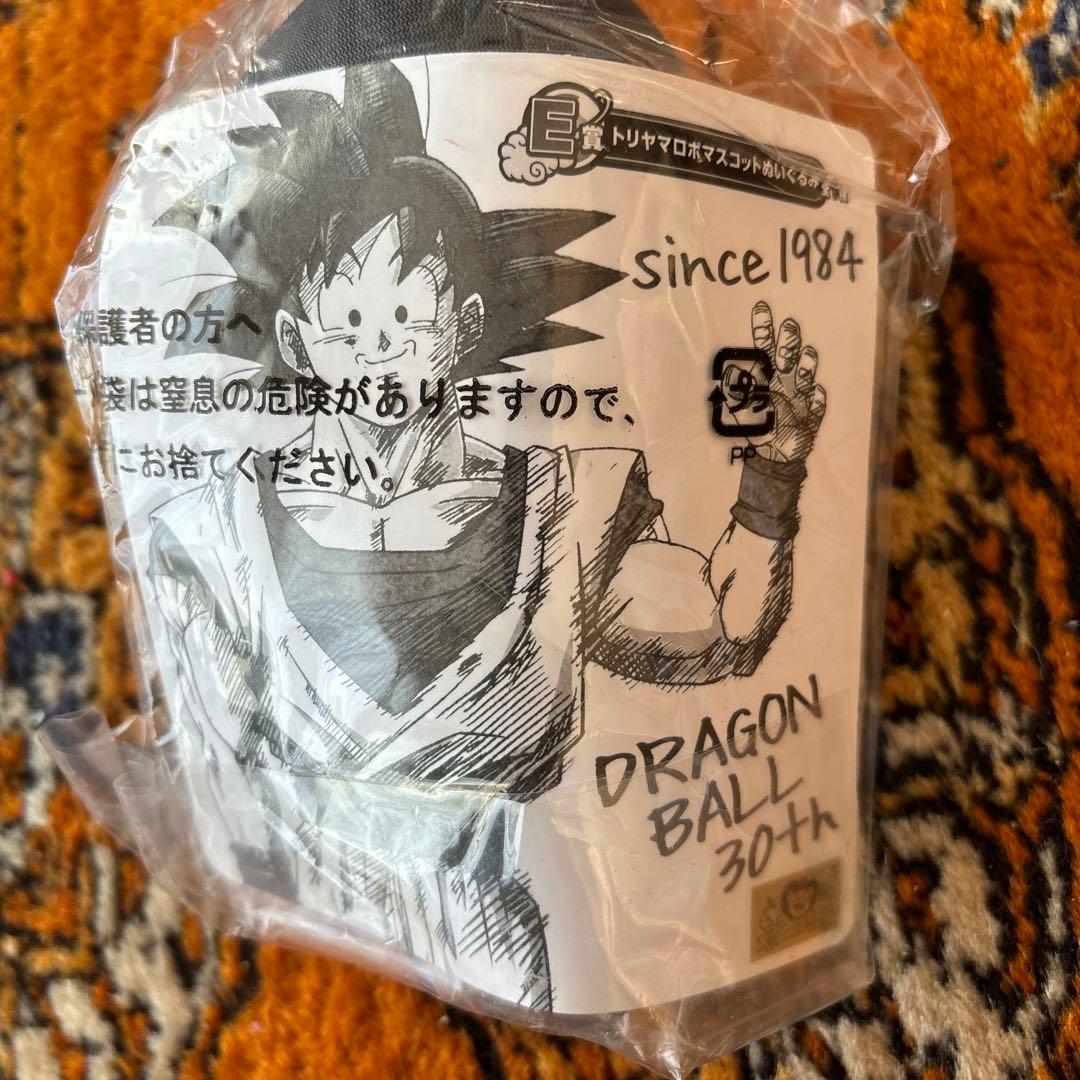 E賞 トリヤマロボマスコットぬいぐるみ
since 1984
保護者の方へ
袋は窒息の危険がありますので、
にお捨てください。
プラ
PP
DRAGON
BALL
30th